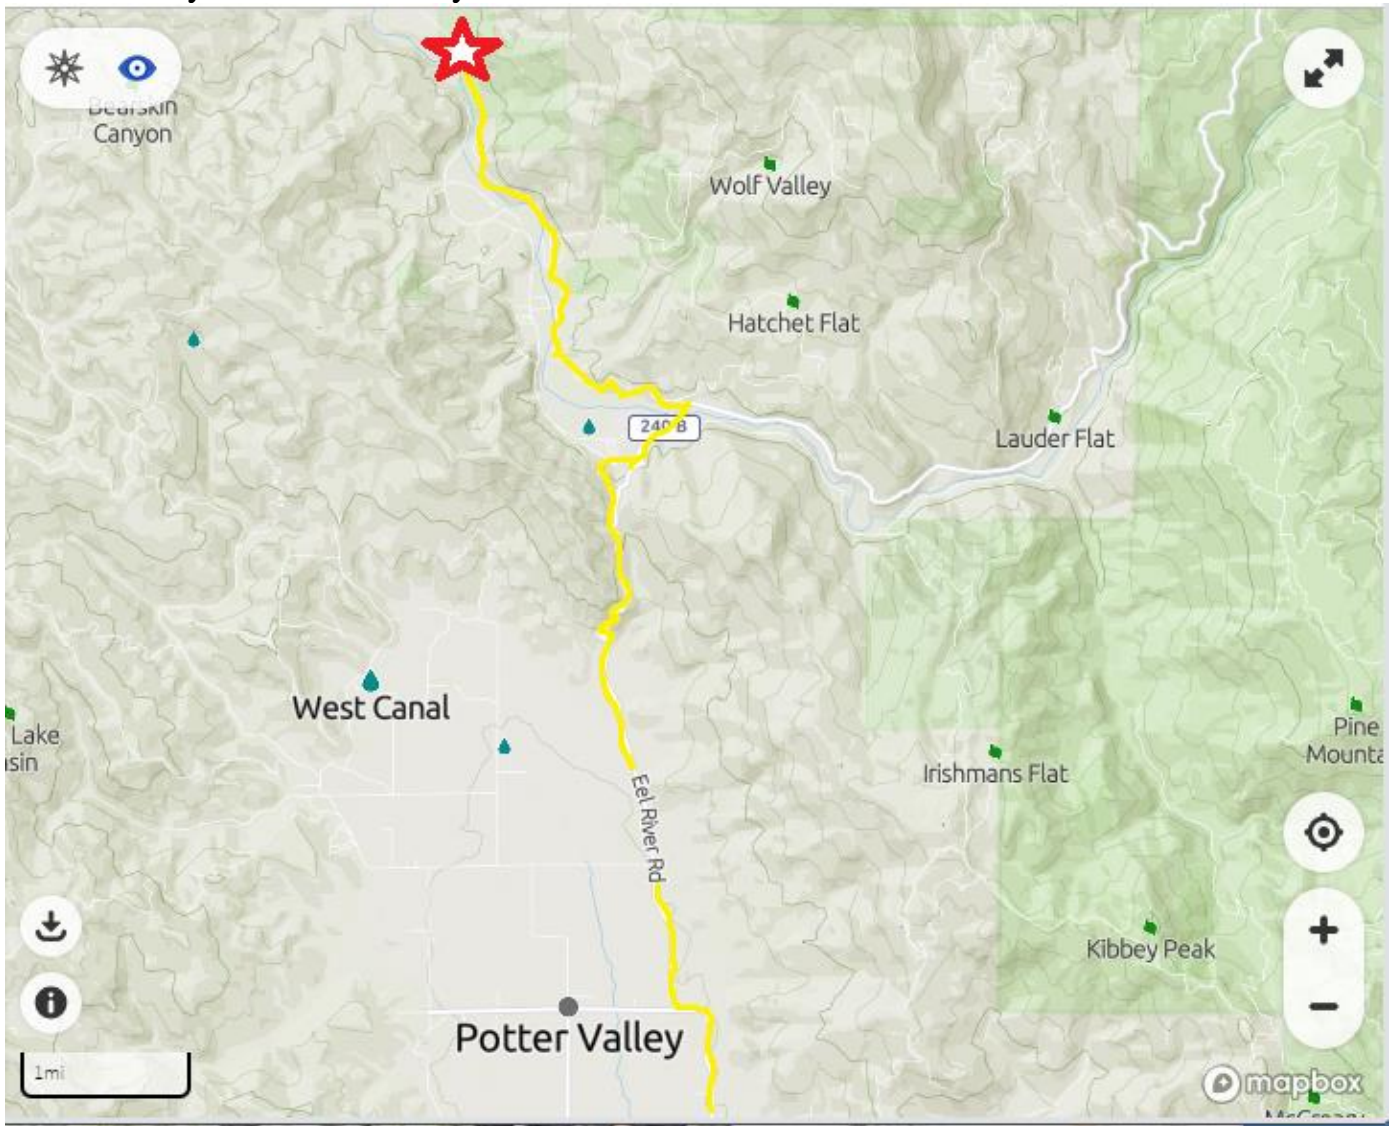 Bearskin
Canyon
Wolf Valley
Hatchet Flat
240 B
Lauder Flat
West Canal
Lake
Pine
Irishmans Flat
Eel River Rd
Kibbey Peak
Potter Valley
1mi
mapbox